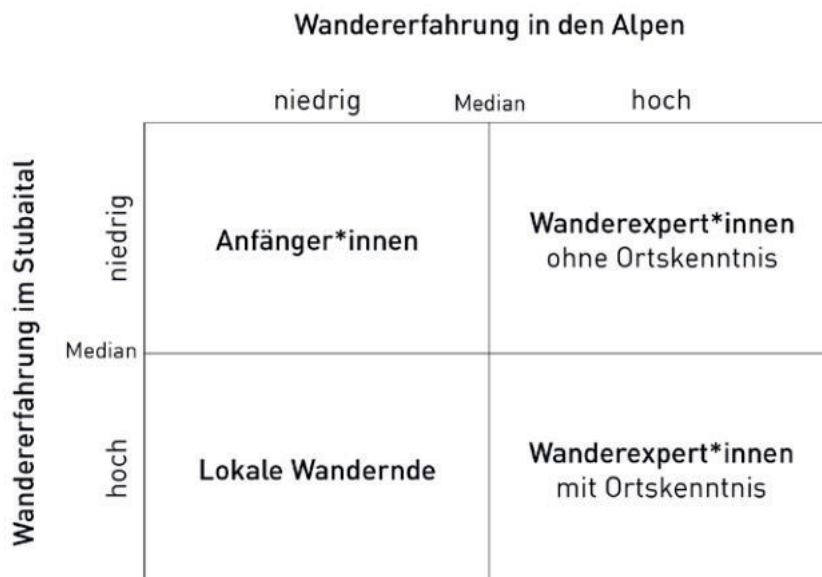 Wandererfahrung in den Alpen
niedrig Median hoch
Wandererfahrung im Stubaital
niedrig
Anfänger*innen
Wanderexpert*innen
ohne Ortskenntnis
Median
hoch
Lokale Wandernde
Wanderexpert*innen
mit Ortskenntnis